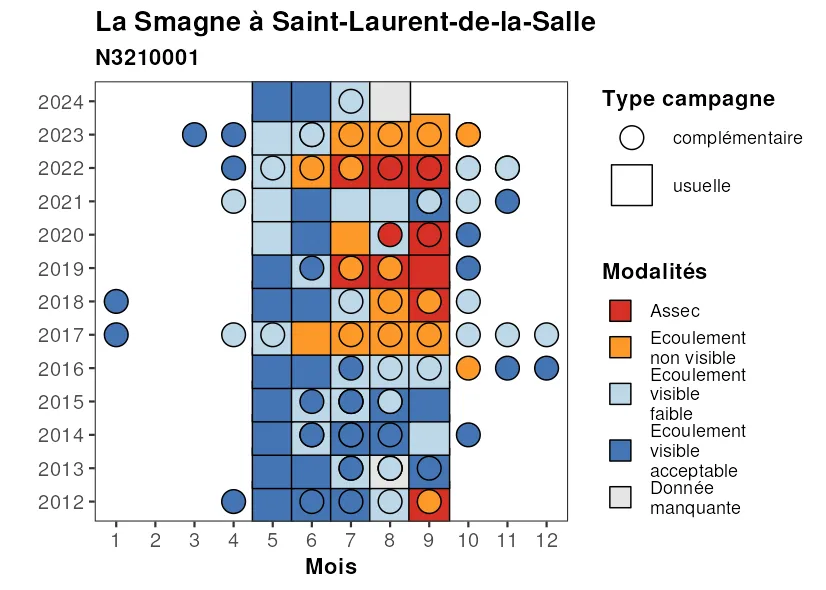 La Smagne à Saint-Laurent-de-la-Salle
N3210001
2024
2023
2022
2021
2020
2019
2018
2017
2016
2015
2014
2013
2012
1 2 3 4 5 6 7 8 9 10 11 12
Mois
Type campagne
complémentaire
usuelle
Modalités
Assec
Ecoulement
non visible
Ecoulement
visible
faible
Ecoulement
visible
acceptable
Donnée
manquante